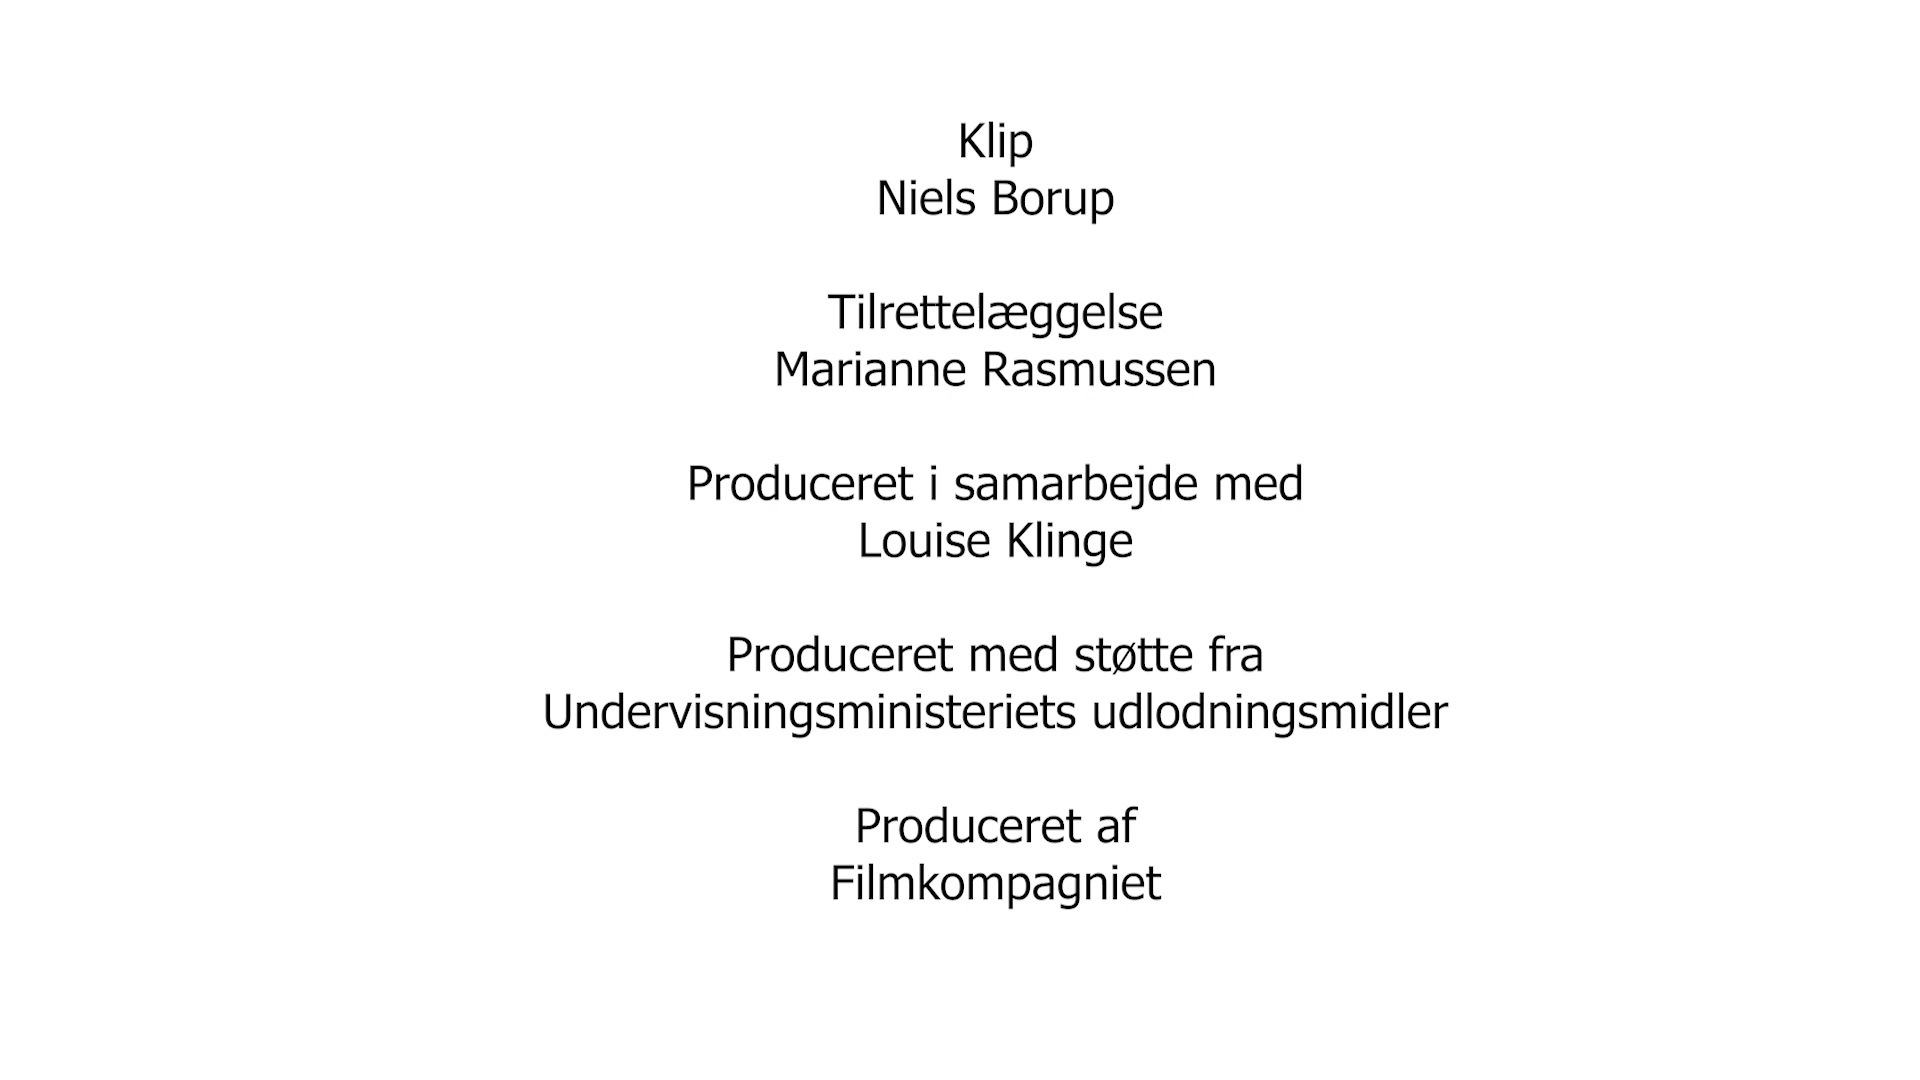 Klip
Niels Borup
Tilrettelæggelse
Marianne Rasmussen
Produceret i samarbejde med
Louise Klinge
Produceret med støtte fra
Undervisningsministeriets udlodningsmidler
Produceret af
Filmkompagniet